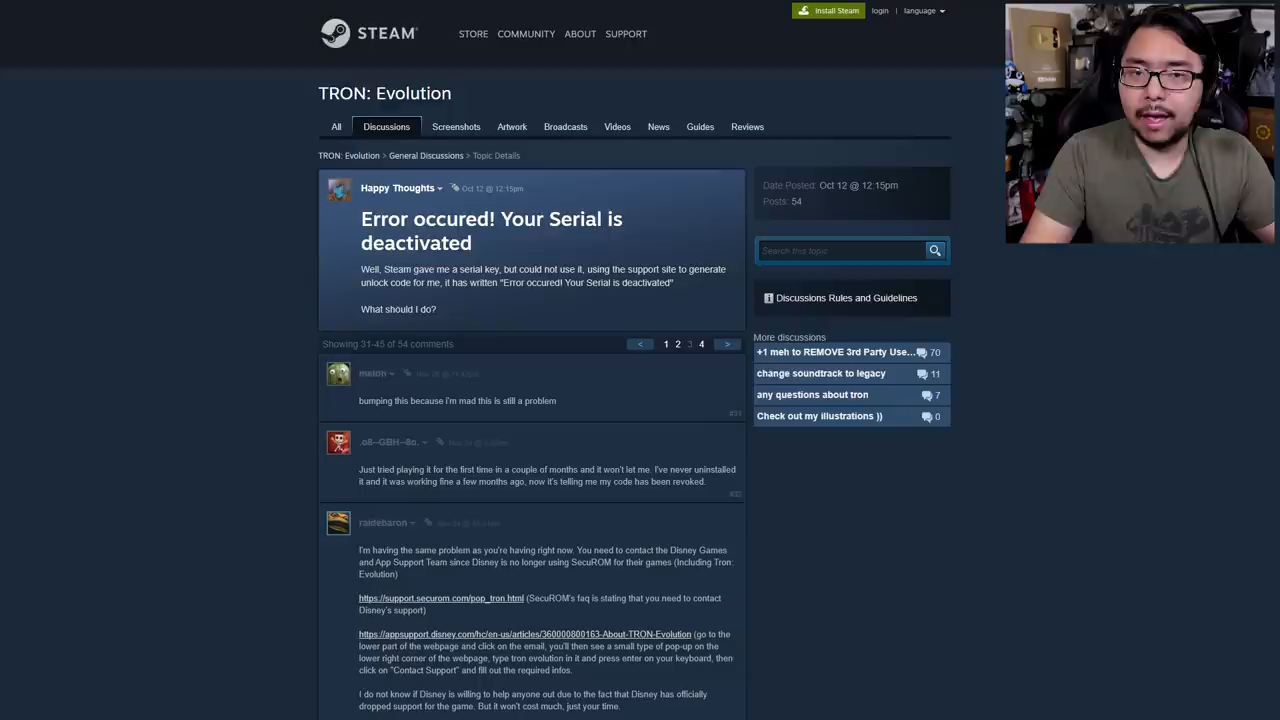 Install Steam
login | language
STEAM
STORE COMMUNITY ABOUT SUPPORT
TRON: Evolution
All Discussions Screenshots Artwork Broadcasts Videos News Guides Reviews
TRON: Evolution > General Discussions > Topic Details
Happy Thoughts Oct 12 @ 12:15pm
Error occured! Your Serial is
deactivated
Well, Steam gave me a serial key, but could not use it, using the support site to generate
unlock code for me, it has written "Error occured! Your Serial is deactivated"
What should I do?
Showing 31-45 of 54 comments
< 1 2 3 4 >
bumping this because i'm mad this is still a problem
#31
.o8--GBH--8o.
Just tried playing it for the first time in a couple of months and it won't let me. I've never uninstalled
it and it was working fine a few months ago, now it's telling me my code has been revoked.
#32
raidebaron
I'm having the same problem as you're having right now. You need to contact the Disney Games
and App Support Team since Disney is no longer using SecuROM for their games (Including Tron:
Evolution)
https://support.securom.com/pop_tron.html (SecuROM's faq is stating that you need to contact
Disney's support)
https://appsupport.disney.com/hc/en-us/articles/360000800163-About-TRON-Evolution (go to the
lower part of the webpage and click on the email, you'll then see a small type of pop-up on the
lower right corner of the webpage, type tron evolution in it and press enter on your keyboard, then
click on "Contact Support" and fill out the required infos.
I do not know if Disney is willing to help anyone out due to the fact that Disney has officially
dropped support for the game. But it won't cost much, just your time.
Date Posted: Oct 12 @ 12:15pm
Posts: 54
Search this topic
Discussions Rules and Guidelines
More discussions
+1 meh to REMOVE 3rd Party Use... 70
change soundtrack to legacy 11
any questions about tron 7
Check out my illustrations )) 0